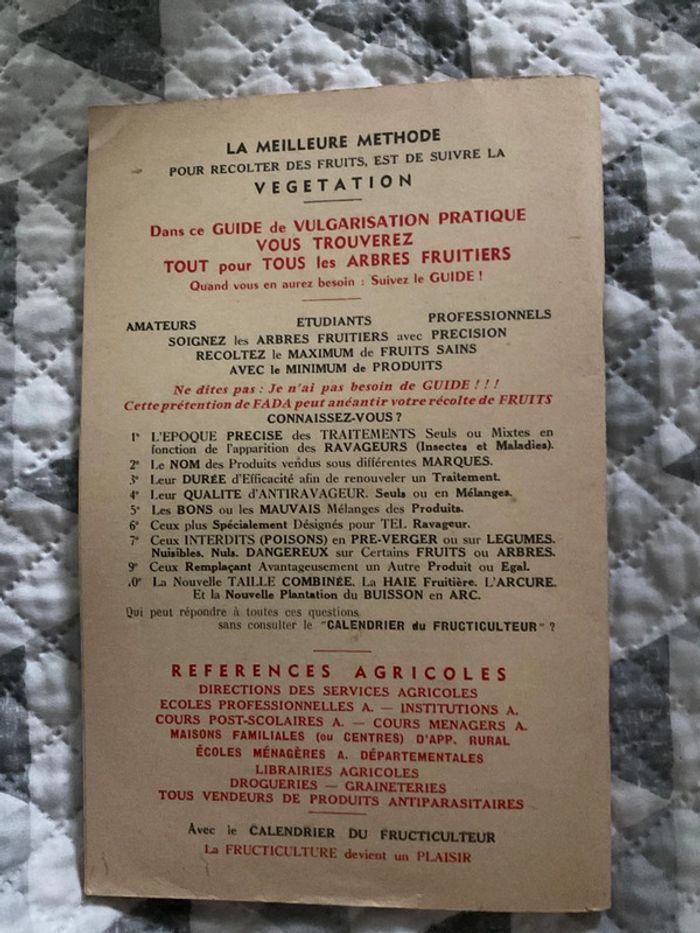 LA MEILLEURE METHODE
POUR RECOLTER DES FRUITS, EST DE SUIVRE LA
VEGETATION
Dans ce GUIDE de VULGARISATION PRATIQUE
VOUS TROUVEREZ
TOUT pour TOUS les ARBRES FRUITIERS
Quand vous en aurez besoin : Suivez le GUIDE !
AMATEURS ETUDIANTS PROFESSIONNELS
SOIGNEZ les ARBRES FRUITIERS avec PRECISION
RECOLTEZ le MAXIMUM de FRUITS SAINS
AVEC le MINIMUM de PRODUITS
Ne dites pas : Je n'ai pas besoin de GUIDE ! ! !
Cette prétention de FADA peut anéantir votre récolte de FRUITS
CONNAISSEZ-VOUS ?
1° L'EPOQUE PRECISE des TRAITEMENTS Seuls ou Mixtes en
fonction de l'apparition des RAVAGEURS (Insectes et Maladies).
2° Le NOM des Produits vendus sous différentes MARQUES.
3° Leur DURÉE d'Efficacité afin de renouveler un Traitement.
4° Leur QUALITE d'ANTIRAVAGEUR. Seuls ou en Mélanges.
5° Les BONS ou les MAUVAIS Mélanges des Produits.
6° Ceux plus Spécialement Désignés pour TEL Ravageur.
7° Ceux INTERDITS (POISONS) en PRE-VERGER ou sur LEGUMES.
Nuisibles. Nuls. DANGEREUX sur Certains FRUITS ou ARBRES.
9° Ceux Remplaçant Avantageusement un Autre Produit ou Egal.
.0° La Nouvelle TAILLE COMBINÉE. La HAIE Fruitière. L'ARCURE.
Et la Nouvelle Plantation du BUISSON en ARC.
Qui peut répondre à toutes ces questions
sans consulter le "CALENDRIER du FRUCTICULTEUR" ?
REFERENCES AGRICOLES
DIRECTIONS DES SERVICES AGRICOLES
ECOLES PROFESSIONNELLES A. — INSTITUTIONS A.
COURS POST-SCOLAIRES A. — COURS MENAGERS A.
MAISONS FAMILIALES (ou CENTRES) D'APP. RURAL
ÉCOLES MÉNAGÈRES A. DÉPARTEMENTALES
LIBRAIRIES AGRICOLES
DROGUERIES — GRAINETERIES
TOUS VENDEURS DE PRODUITS ANTIPARASITAIRES
Avec le CALENDRIER DU FRUCTICULTEUR
La FRUCTICULTURE devient un PLAISIR